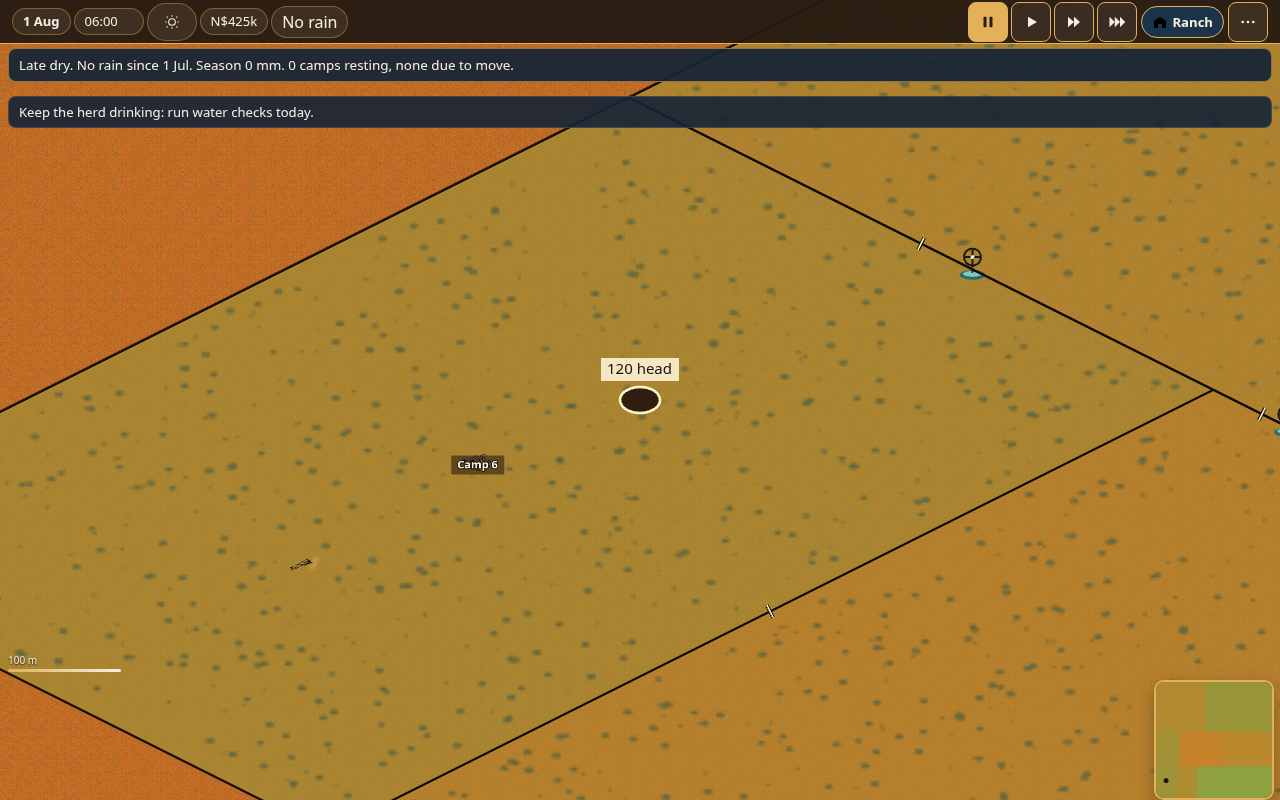 1 Aug
06:00
N$425k
No rain
Ranch
Late dry. No rain since 1 Jul. Season 0 mm. 0 camps resting, none due to move.
Keep the herd drinking: run water checks today.
120 head
Camp 6
100 m